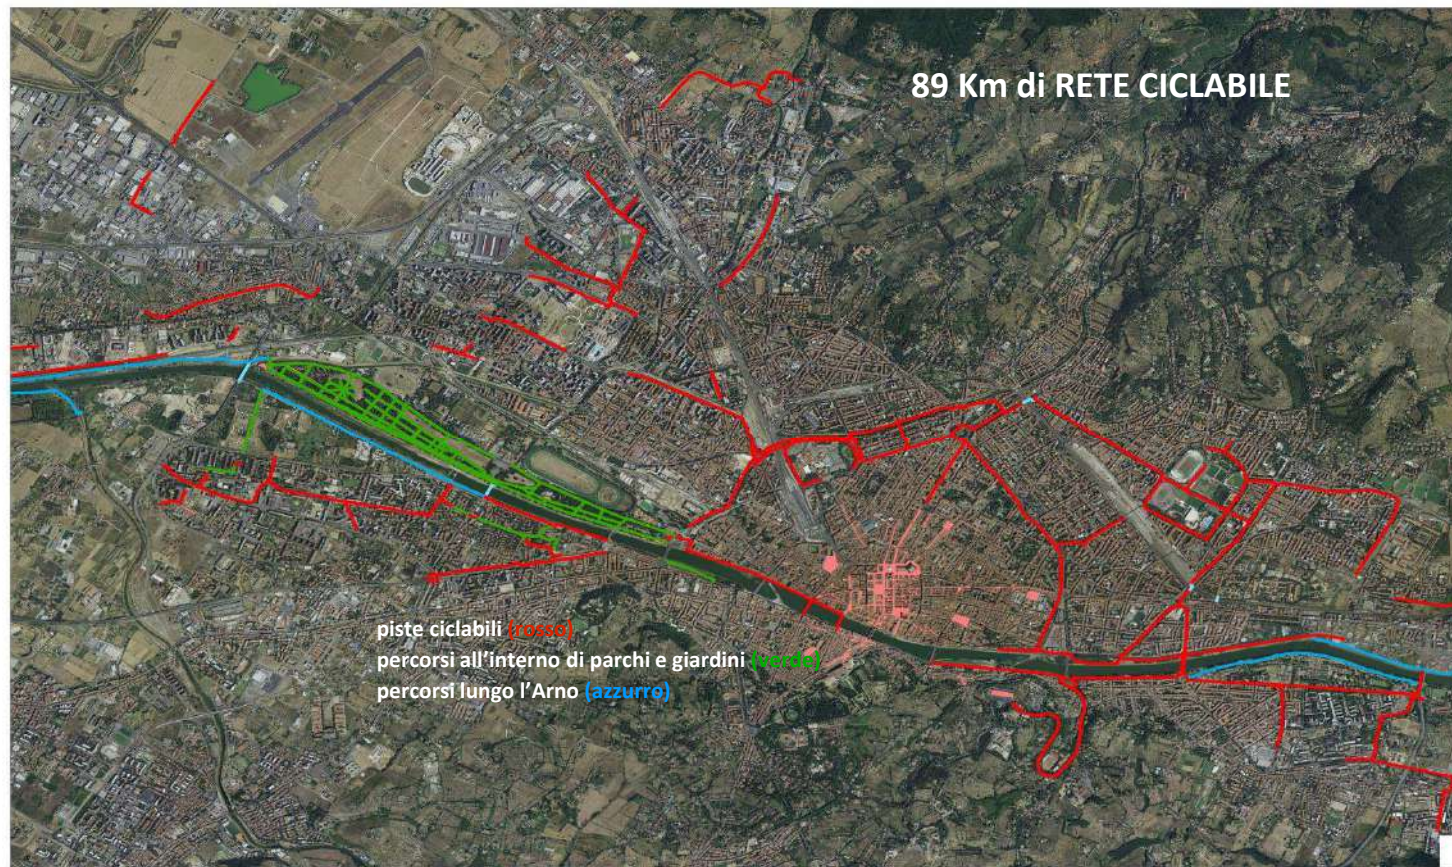 89 Km di RETE CICLABILE
piste ciclabili (rosso)
percorsi all'interno di parchi e giardini (verde)
percorsi lungo l'Arno (azzurro)